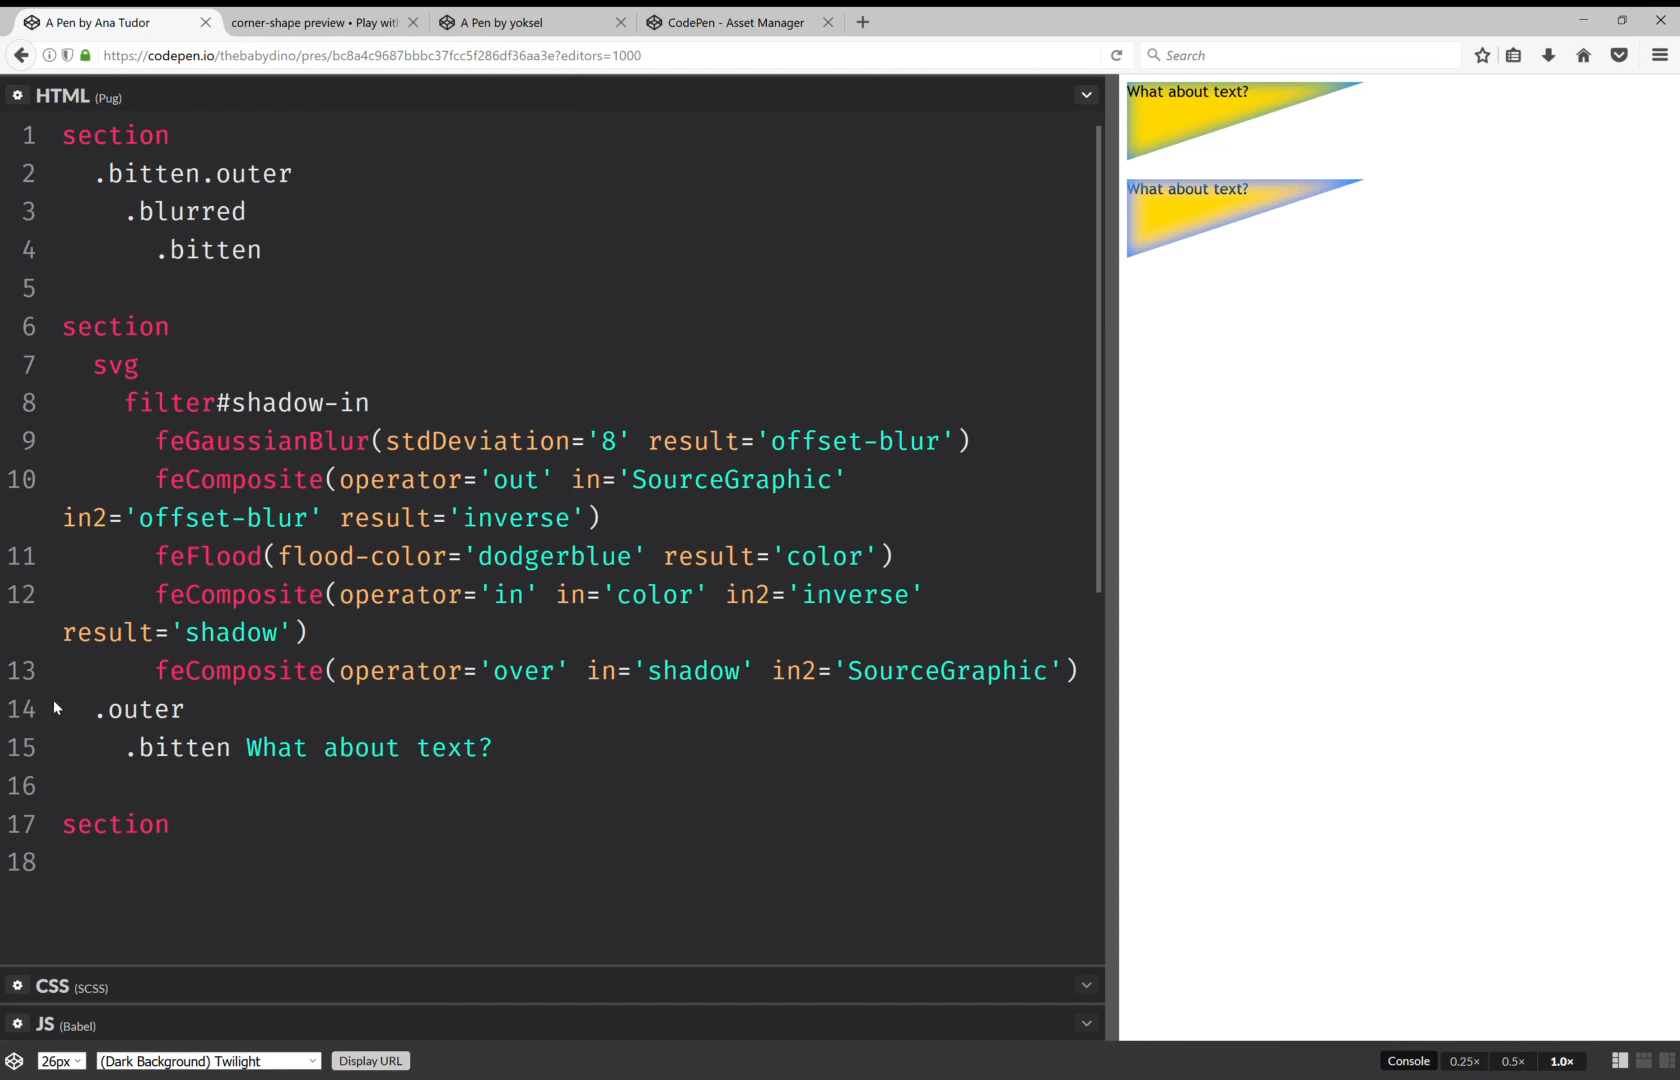 A Pen by Ana Tudor
corner-shape preview • Play wit
A Pen by yoksel
CodePen - Asset Manager
https://codepen.io/thebabydino/pres/bc8a4c9687bbbc37fcc5f286df36aa3e?editors=1000
Search
HTML (Pug)
1 section
2 .bitten.outer
3 .blurred
4 .bitten
5
6 section
7 svg
8 filter#shadow-in
9 feGaussianBlur(stdDeviation='8' result='offset-blur')
10 feComposite(operator='out' in='SourceGraphic'
in2='offset-blur' result='inverse')
11 feFlood(flood-color='dodgerblue' result='color')
12 feComposite(operator='in' in='color' in2='inverse'
result='shadow')
13 feComposite(operator='over' in='shadow' in2='SourceGraphic')
14 .outer
15 .bitten What about text?
16
17 section
18
What about text?
What about text?
CSS (SCSS)
JS (Babel)
26px
(Dark Background) Twilight
Display URL
Console
0.25×
0.5×
1.0×